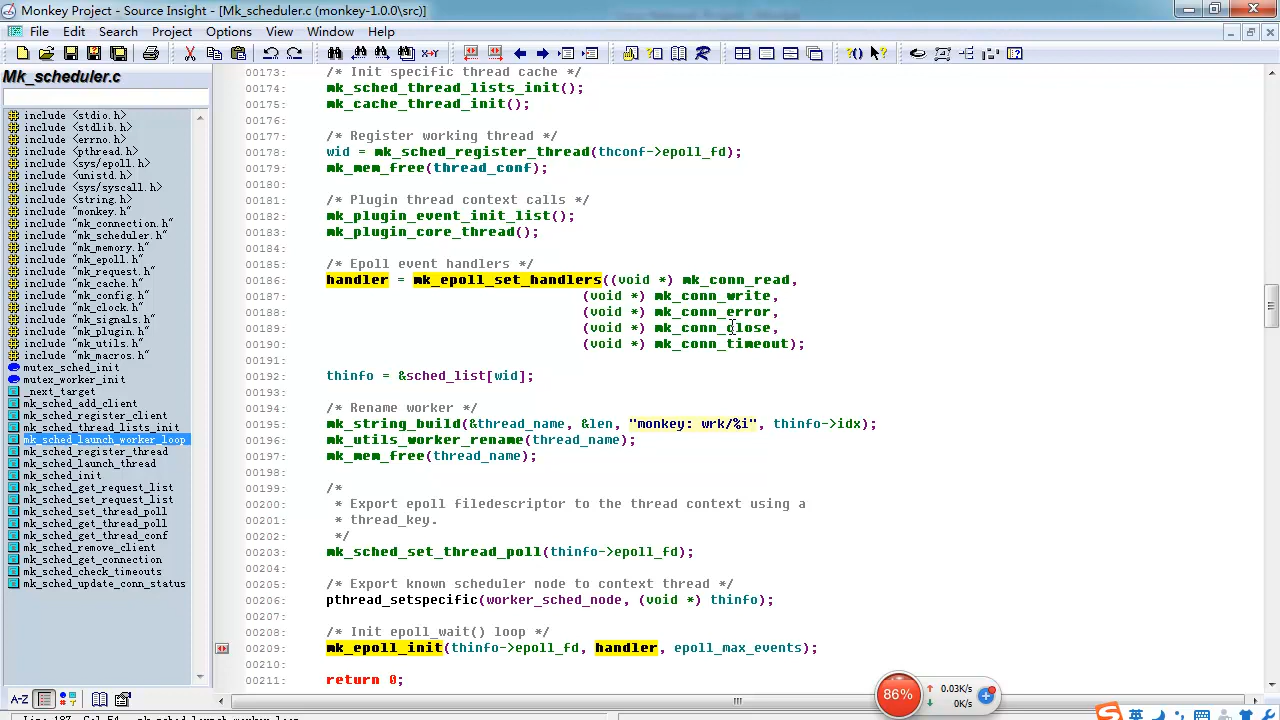 Monkey Project - Source Insight - [Mk_scheduler.c (monkey-1.0.0\src)]
File Edit Search Project Options View Window Help
Mk_scheduler.c
include <stdio.h>
include <stdlib.h>
include <errno.h>
include <pthread.h>
include <sys/epoll.h>
include <unistd.h>
include <sys/syscall.h>
include <string.h>
include "monkey.h"
include "mk_connection.h"
include "mk_scheduler.h"
include "mk_memory.h"
include "mk_epoll.h"
include "mk_request.h"
include "mk_cache.h"
include "mk_config.h"
include "mk_signals.h"
include "mk_plugin.h"
include "mk_utils.h"
include "mk_macros.h"
mutex_sched_init
mutex_worker_init
_next_target
mk_sched_add_client
mk_sched_register_client
mk_sched_thread_lists_init
mk_sched_launch_worker_loop
mk_sched_register_thread
mk_sched_launch_thread
mk_sched_init
mk_sched_get_request_list
mk_sched_set_request_list
mk_sched_get_thread_poll
mk_sched_set_thread_poll
mk_sched_get_thread_conf
mk_sched_remove_client
mk_sched_get_connection
mk_sched_check_timeouts
mk_sched_update_conn_status
A-Z
00173: /* Init specific thread cache */
00174: mk_sched_thread_lists_init();
00175: mk_cache_thread_init();
00176:
00177: /* Register working thread */
00178: wid = mk_sched_register_thread(thconf->epoll_fd);
00179: mk_mem_free(thread_conf);
00180:
00181: /* Plugin thread context calls */
00182: mk_plugin_event_init_list();
00183: mk_plugin_core_thread();
00184:
00185: /* Epoll event handlers */
00186: handler = mk_epoll_set_handlers((void *) mk_conn_read,
00187: (void *) mk_conn_write,
00188: (void *) mk_conn_error,
00189: (void *) mk_conn_close,
00190: (void *) mk_conn_timeout);
00191:
00192: thinfo = &sched_list[wid];
00193:
00194: /* Rename worker */
00195: mk_string_build(&thread_name, &len, "monkey: wrk/%i", thinfo->idx);
00196: mk_utils_worker_rename(thread_name);
00197: mk_mem_free(thread_name);
00198:
00199: /*
00200: * Export epoll filedescriptor to the thread context using a
00201: * thread_key.
00202: */
00203: mk_sched_set_thread_poll(thinfo->epoll_fd);
00204:
00205: /* Export known scheduler node to context thread */
00206: pthread_setspecific(worker_sched_node, (void *) thinfo);
00207:
00208: /* Init epoll_wait() loop */
00209: mk_epoll_init(thinfo->epoll_fd, handler, epoll_max_events);
00210:
00211: return 0;
86%
0.03K/s
0K/s
英